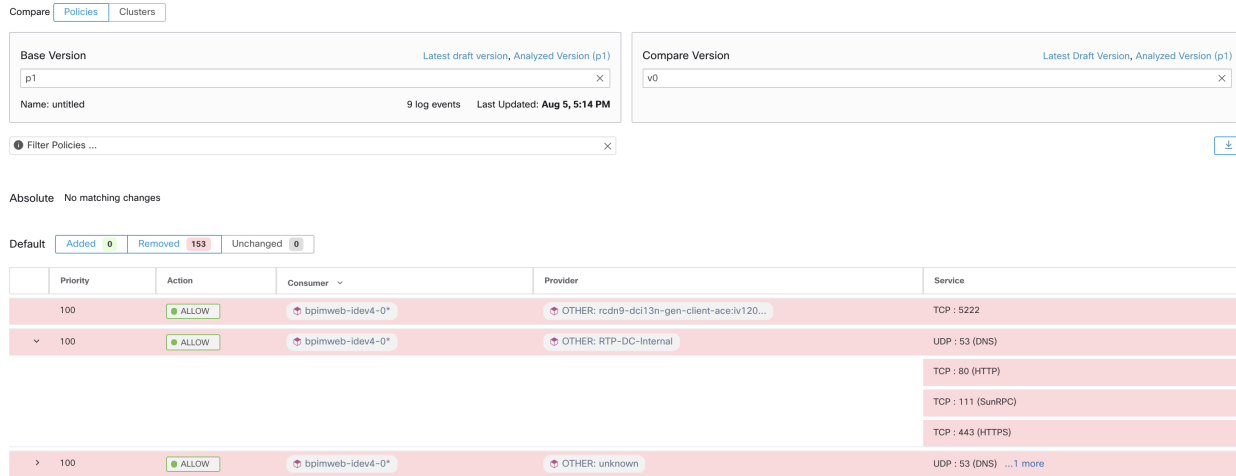 Compare Policies Clusters
Base Version Latest draft version, Analyzed Version (p1)
p1
Name: untitled 9 log events Last Updated: Aug 5, 5:14 PM
Compare Version Latest Draft Version, Analyzed Version (p1)
v0
Filter Policies ...
Absolute No matching changes
Default Added 0 Removed 153 Unchanged 0
Priority Action Consumer Provider Service
100 ALLOW bpimweb-idev4-0* OTHER: rcdn9-dci13n-gen-client-ace:iv120... TCP : 5222
100 ALLOW bpimweb-idev4-0* OTHER: RTP-DC-Internal UDP : 53 (DNS)
TCP : 80 (HTTP)
TCP : 111 (SunRPC)
TCP : 443 (HTTPS)
100 ALLOW bpimweb-idev4-0* OTHER: unknown UDP : 53 (DNS) ...1 more